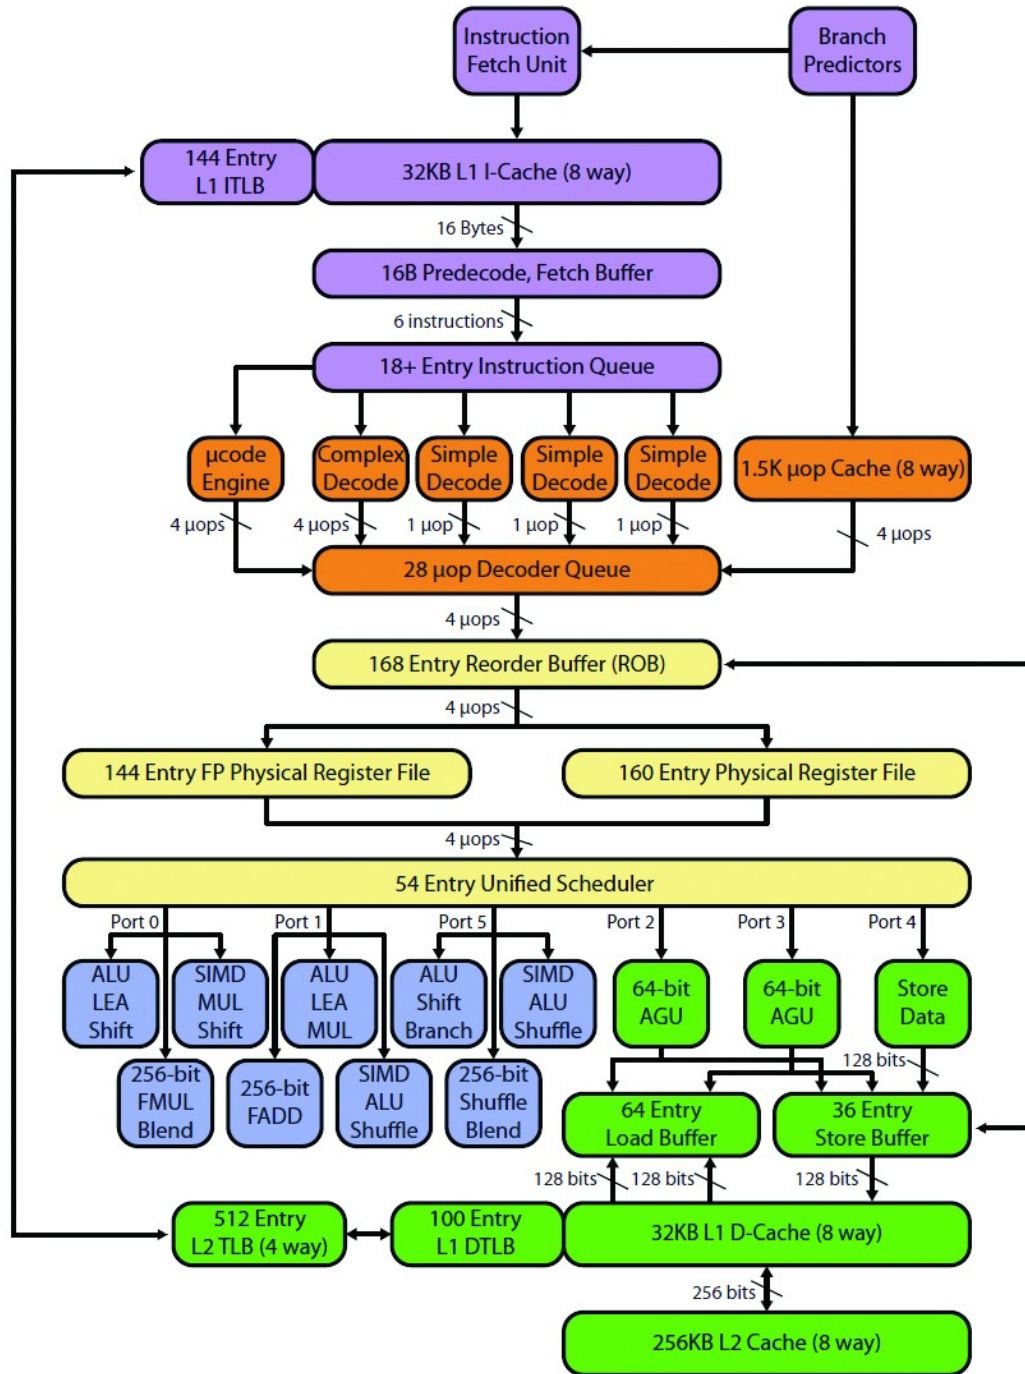 Instruction
Fetch Unit
Branch
Predictors
144 Entry
L1 ITLB
32KB L1 I-Cache (8 way)
16 Bytes
16B Predecode, Fetch Buffer
6 instructions
18+ Entry Instruction Queue
μcode
Engine
Complex
Decode
Simple
Decode
Simple
Decode
Simple
Decode
1.5K μop Cache (8 way)
4 μops
4 μops
1 μop
1 μop
1 μop
4 μops
28 μop Decoder Queue
4 μops
168 Entry Reorder Buffer (ROB)
4 μops
144 Entry FP Physical Register File
160 Entry Physical Register File
4 μops
54 Entry Unified Scheduler
Port 0
Port 1
Port 5
Port 2
Port 3
Port 4
ALU
LEA
Shift
SIMD
MUL
Shift
ALU
LEA
MUL
ALU
Shift
Branch
SIMD
ALU
Shuffle
64-bit
AGU
64-bit
AGU
Store
Data
128 bits
256-bit
FMUL
Blend
256-bit
FADD
SIMD
ALU
Shuffle
256-bit
Shuffle
Blend
64 Entry
Load Buffer
36 Entry
Store Buffer
128 bits
128 bits
128 bits
512 Entry
L2 TLB (4 way)
100 Entry
L1 DTLB
32KB L1 D-Cache (8 way)
256 bits
256KB L2 Cache (8 way)